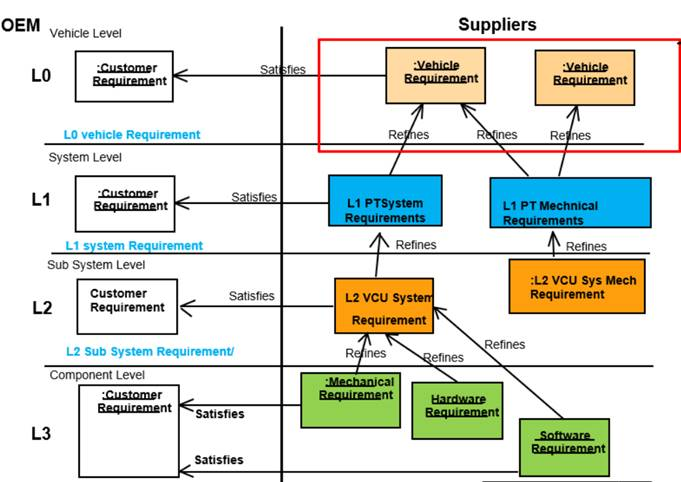 OEM
Suppliers
Vehicle Level
L0
:Customer
Requirement
Satisfies
:Vehicle
Requirement
:Vehicle
Requirement
L0 vehicle Requirement
Refines
Refines
Refines
System Level
L1
:Customer
Requirement
Satisfies
L1 PTSystem
Requirements
L1 PT Mechnical
Requirements
L1 system Requirement
Refines
Refines
Sub System Level
L2
Customer
Requirement
Satisfies
L2 VCU System
Requirement
:L2 VCU Sys Mech
Requirement
L2 Sub System Requirement/
Refines
Refines
Refines
Component Level
L3
:Customer
Requirement
Satisfies
:Mechanical
Requirement
Hardware
Requirement
Software
Requirement
Satisfies